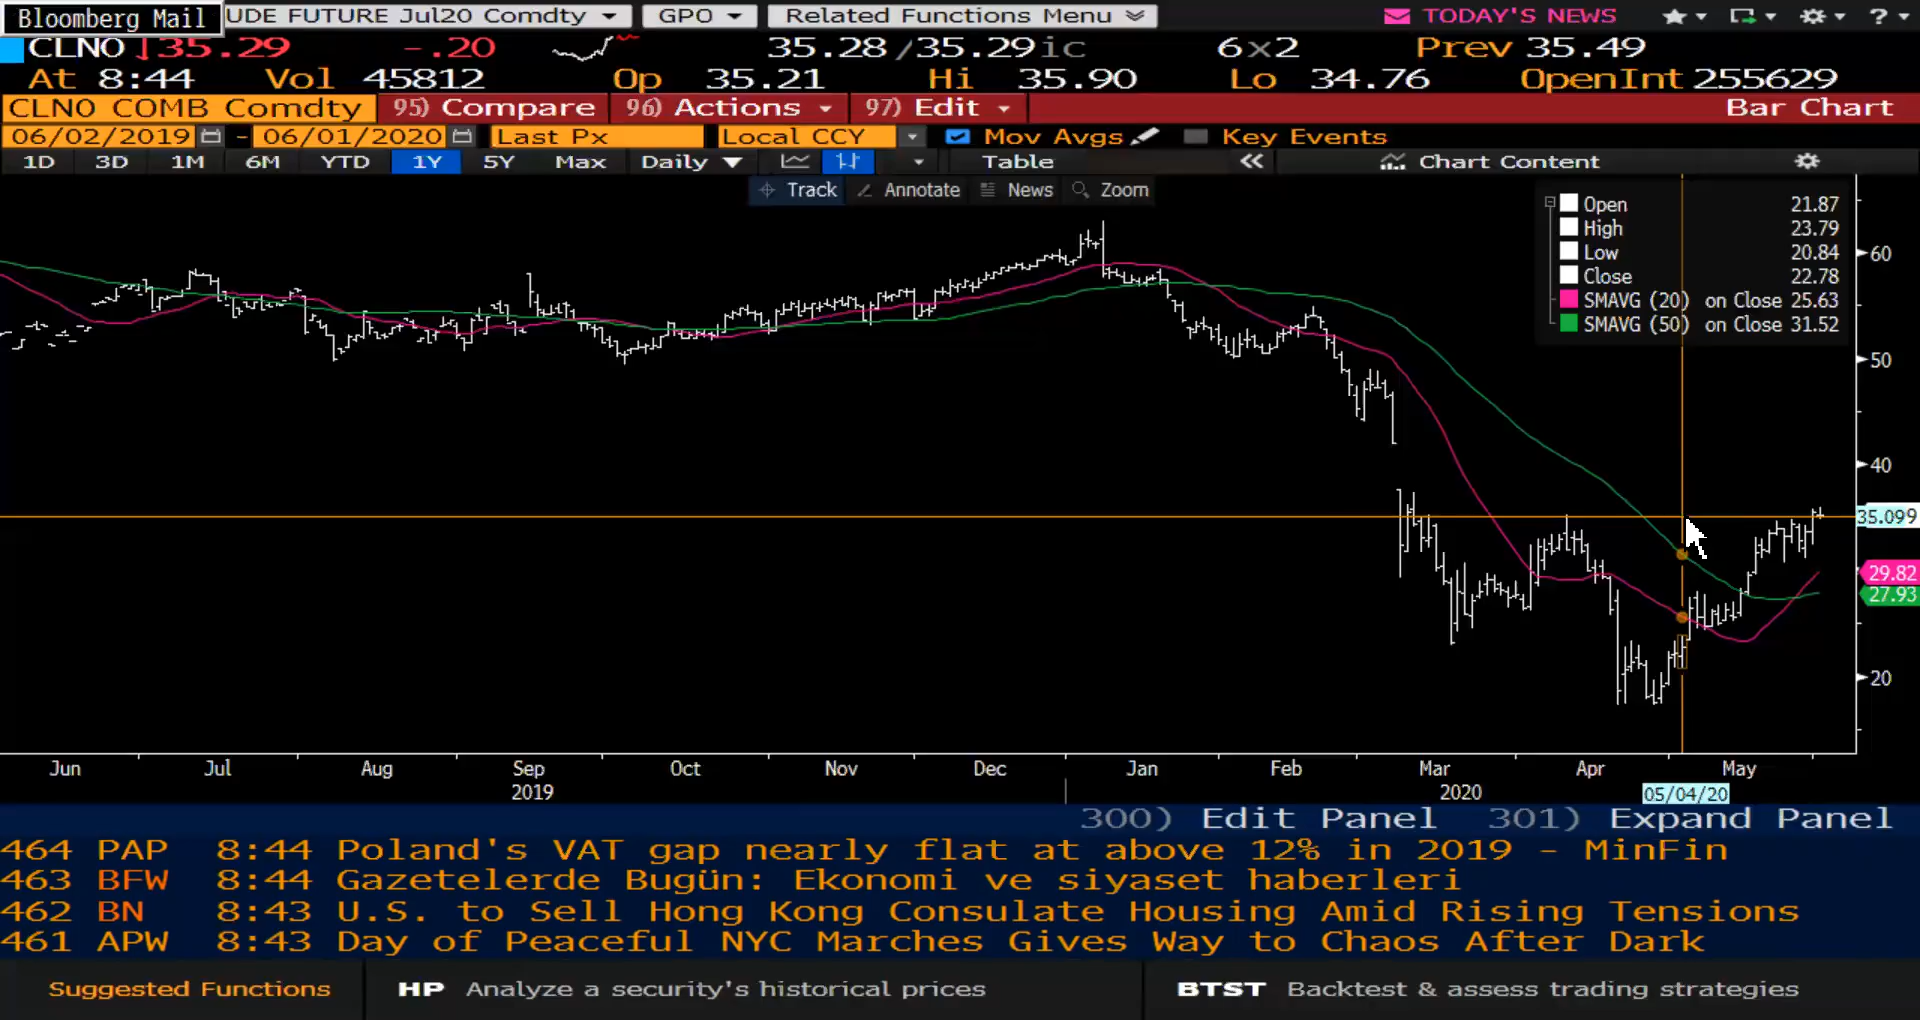 Bloomberg Mail UDE FUTURE Jul20 Comdty GPO Related Functions Menu TODAY'S NEWS ?
CLN0 ↓35.29 -.20 35.28/35.29ic 6x2 Prev 35.49
At 8:44 Vol 45812 Op 35.21 Hi 35.90 Lo 34.76 OpenInt 255629
CLN0 COMB Comdty 95) Compare 96) Actions 97) Edit Bar Chart
06/02/2019 - 06/01/2020 Last Px Local CCY Mov Avgs Key Events
1D 3D 1M 6M YTD 1Y 5Y Max Daily Table Chart Content
Track Annotate News Zoom
Open 21.87
High 23.79
Low 20.84
Close 22.78
SMAVG (20) on Close 25.63
SMAVG (50) on Close 31.52
60
50
40
35.099
29.82
27.93
20
Jun Jul Aug Sep Oct Nov Dec Jan Feb Mar Apr May
2019 2020 05/04/20
300) Edit Panel 301) Expand Panel
464 PAP 8:44 Poland's VAT gap nearly flat at above 12% in 2019 - MinFin
463 BFW 8:44 Gazetelerde Bugün: Ekonomi ve siyaset haberleri
462 BN 8:43 U.S. to Sell Hong Kong Consulate Housing Amid Rising Tensions
461 APW 8:43 Day of Peaceful NYC Marches Gives Way to Chaos After Dark
Suggested Functions HP Analyze a security's historical prices BTST Backtest & assess trading strategies